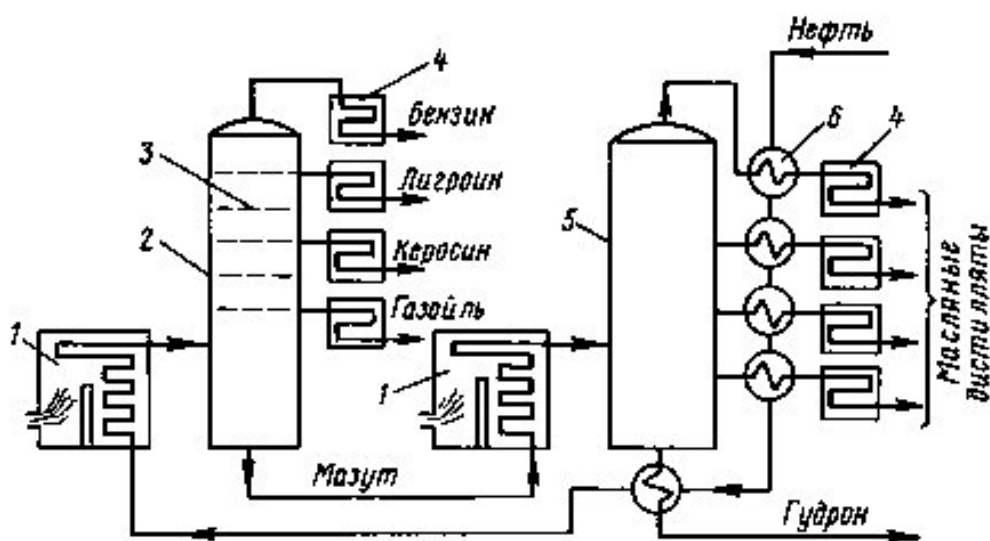 Нефть
4
Бензин
6
4
3
Лигроин
5
2
Керосин
Газойль
1
1
Масляные
дистилляты
Мазут
Гудрон